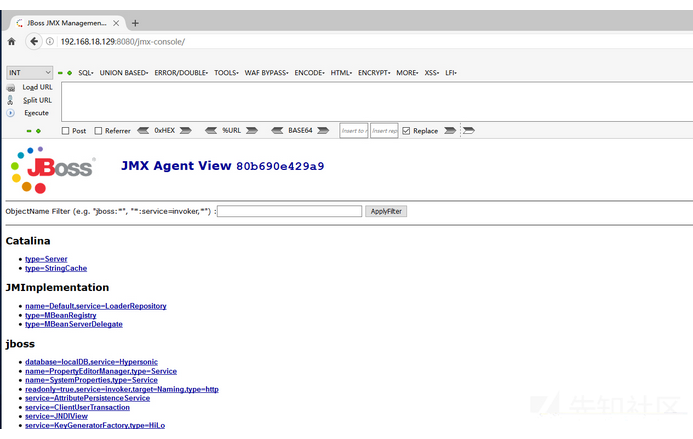 JBoss JMX Managemen...
192.168.18.129:8080/jmx-console/
INT SQL· UNION BASED· ERROR/DOUBLE· TOOLS· WAF BYPASS· ENCODE· HTML· ENCRYPT· MORE· XSS· LFI·
Load URL
Split URL
Execute
Post Referrer 0xHEX %URL BASE64 Insert to r Insert rep Replace
JBoss
JMX Agent View 80b690e429a9
ObjectName Filter (e.g. "jboss:*", "*:service=invoker,*") : ApplyFilter
Catalina
type=Server
type=StringCache
JMImplementation
name=Default,service=LoaderRepository
type=MBeanRegistry
type=MBeanServerDelegate
jboss
database=localDB,service=Hypersonic
name=PropertyEditorManager,type=Service
name=SystemProperties,type=Service
readonly=true,service=invoker,target=Naming,type=http
service=AttributePersistenceService
service=ClientUserTransaction
service=JNDIView
service=KeyGeneratorFactory,type=HiLo
先知社区